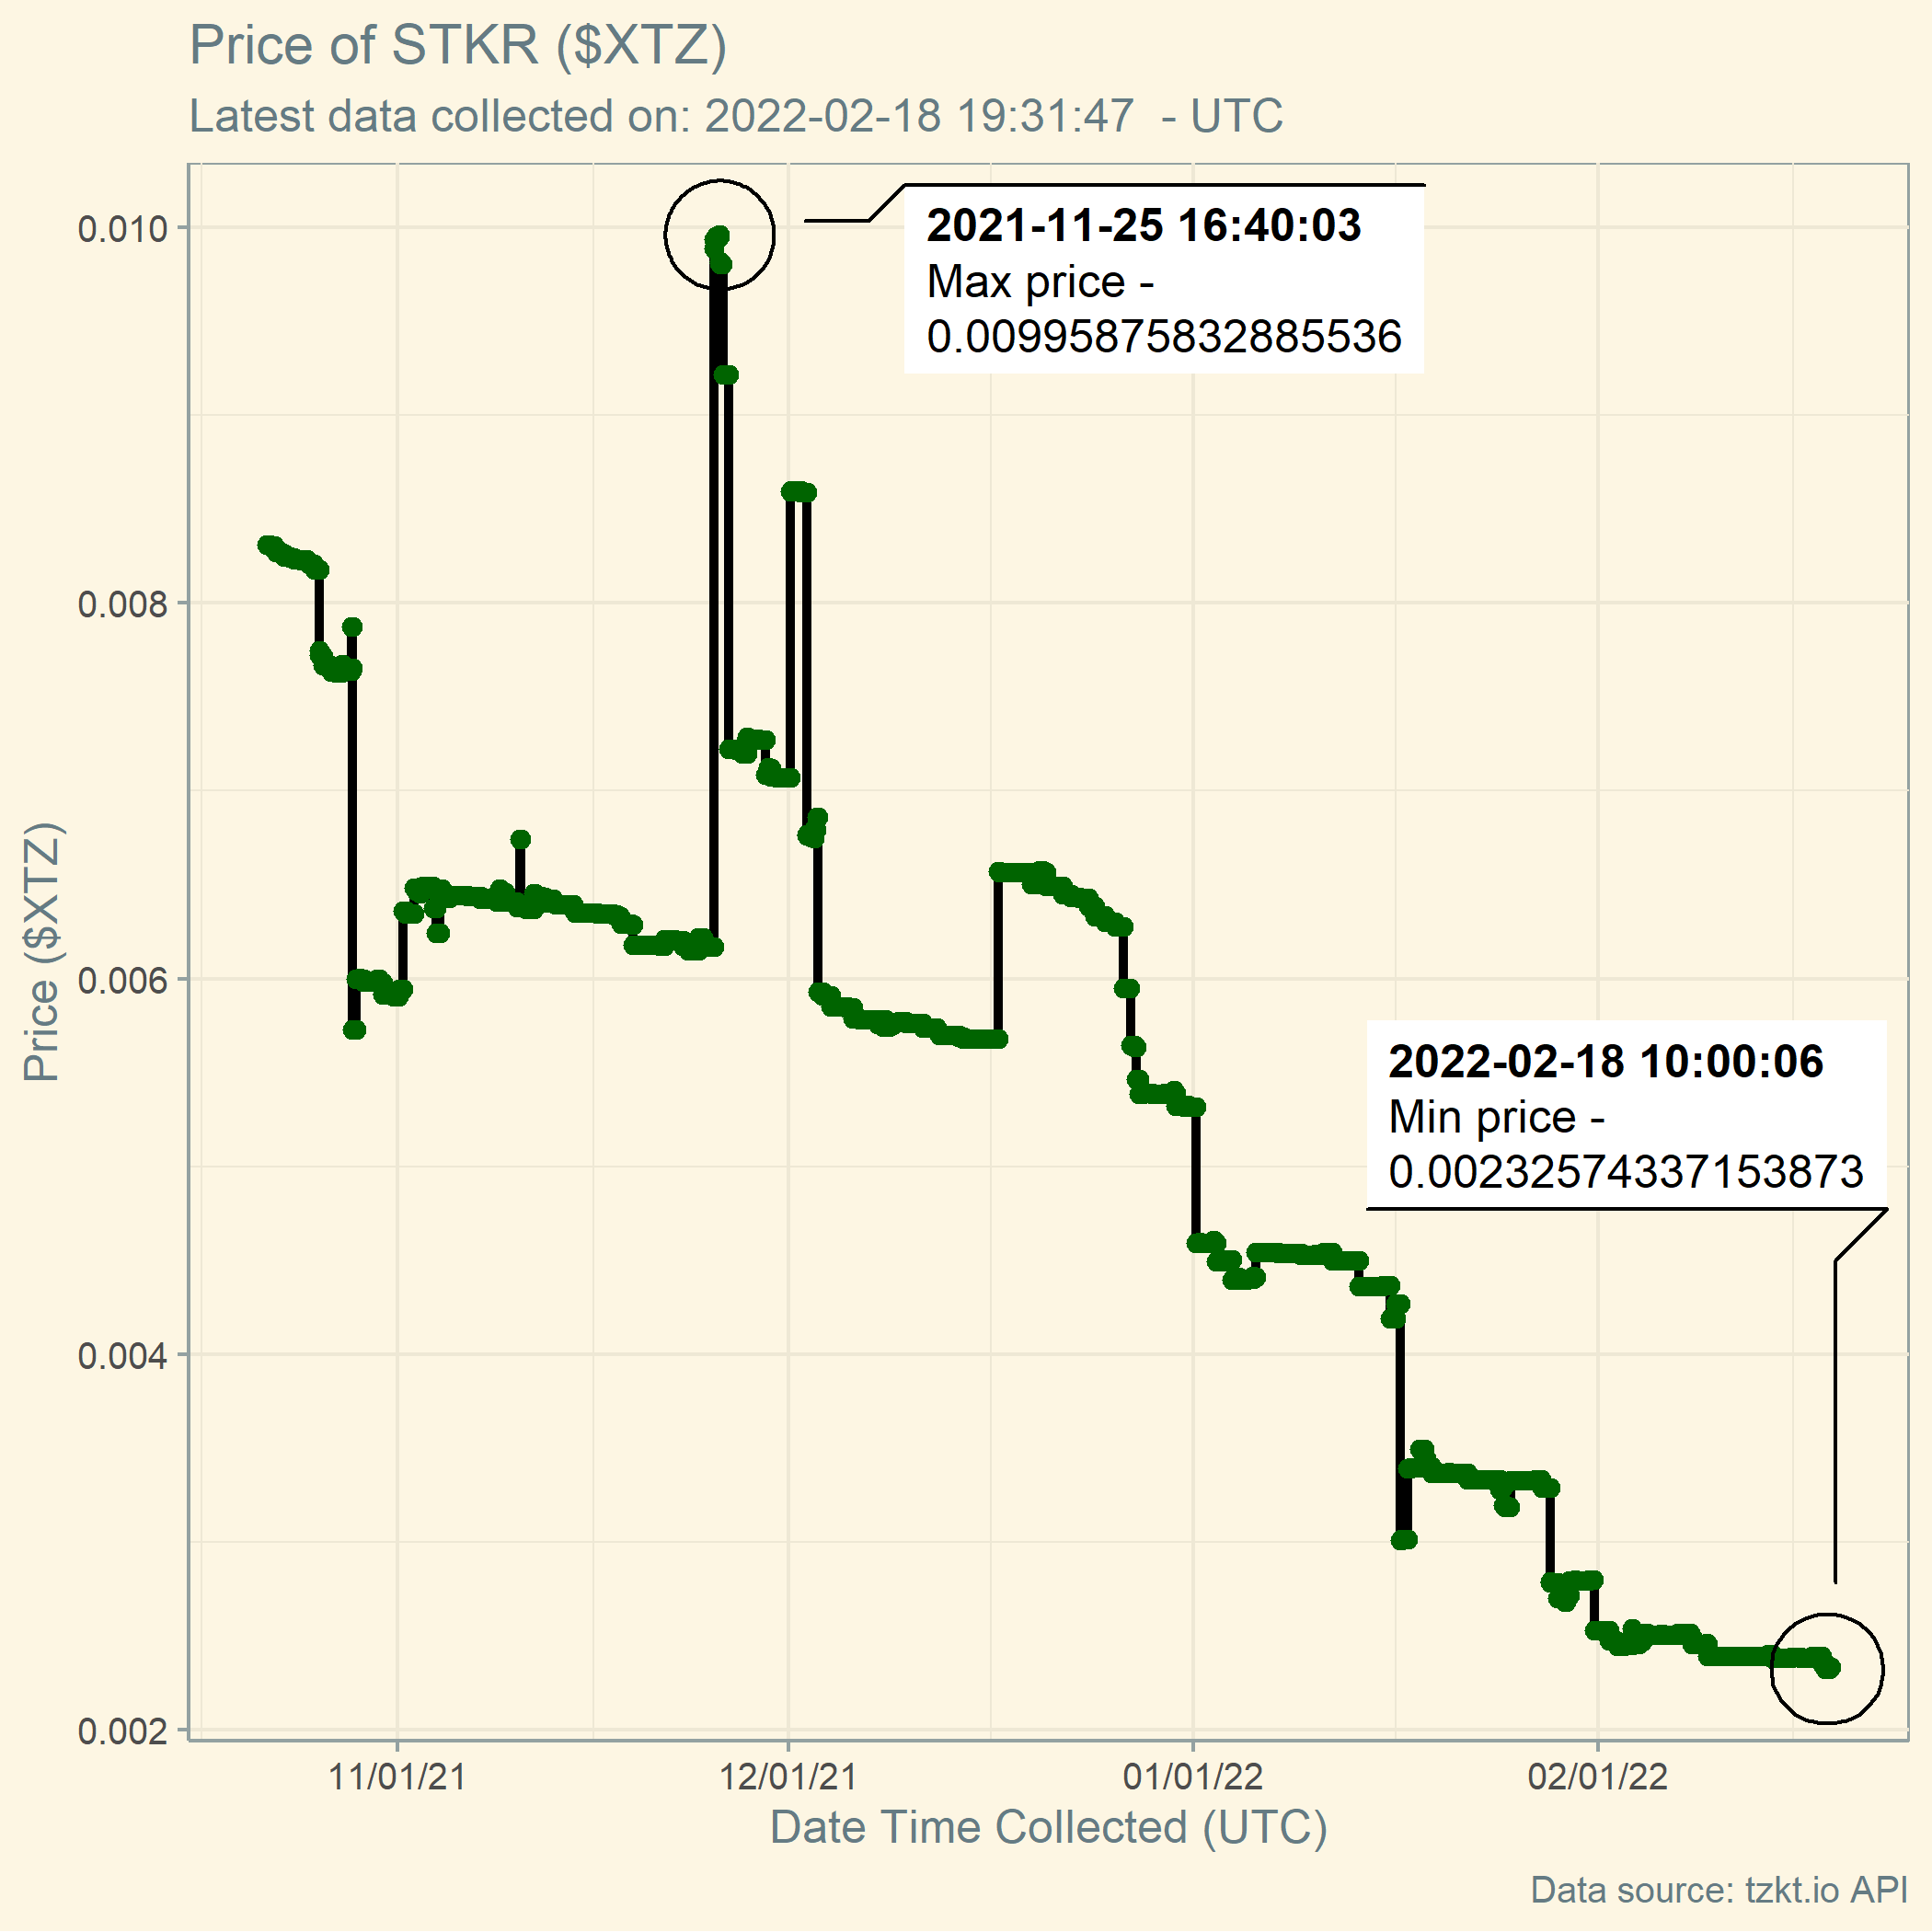 Price of STKR ($XTZ)
Latest data collected on: 2022-02-18 19:31:47  - UTC
0.010
0.008
0.006
0.004
0.002
Price ($XTZ)
2021-11-25 16:40:03
Max price -
0.00995875832885536
2022-02-18 10:00:06
Min price -
0.00232574337153873
11/01/21
12/01/21
01/01/22
02/01/22
Date Time Collected (UTC)
Data source: tzkt.io API